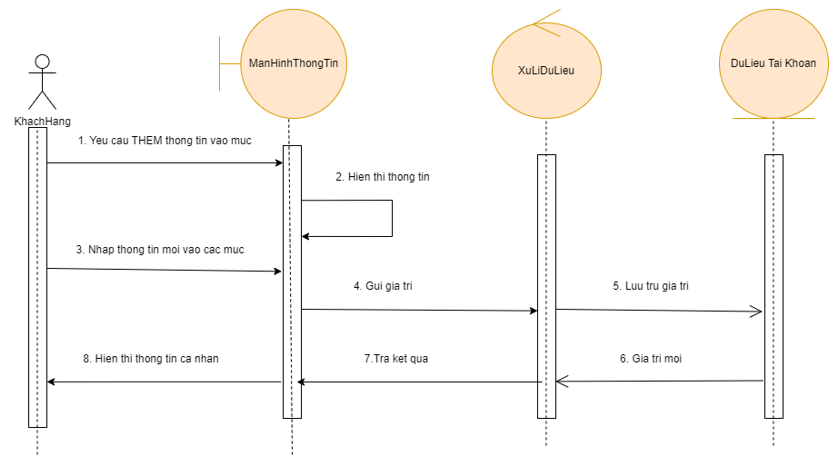 ManHinhThongTin
XuLiDuLieu
DuLieu Tai Khoan
KhachHang
1. Yeu cau THEM thong tin vao muc
2. Hien thi thong tin
3. Nhap thong tin moi vao cac muc
4. Gui gia tri
5. Luu tru gia tri
6. Gia tri moi
7.Tra ket qua
8. Hien thi thong tin ca nhan